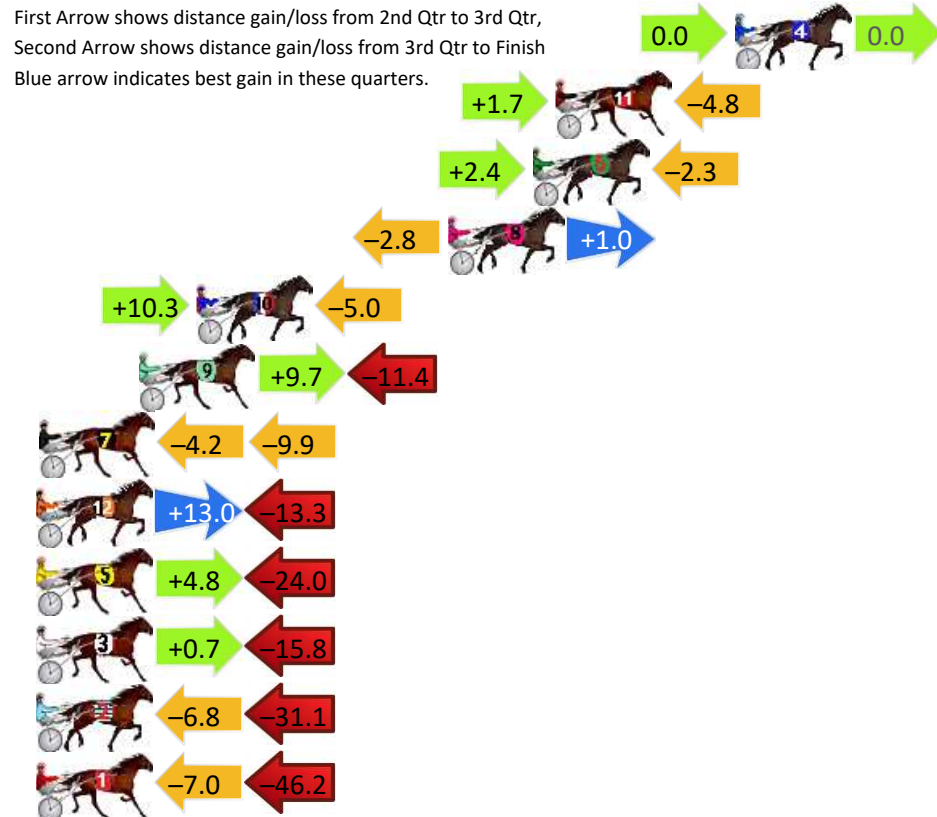 First Arrow shows distance gain/loss from 2nd Qtr to 3rd Qtr,
Second Arrow shows distance gain/loss from 3rd Qtr to Finish
Blue arrow indicates best gain in these quarters.
0.0 4 0.0
+1.7 11 –4.8
+2.4 6 –2.3
–2.8 8 +1.0
+10.3 10 –5.0
9 +9.7 –11.4
7 –4.2 –9.9
12 +13.0 –13.3
5 +4.8 –24.0
3 +0.7 –15.8
2 –6.8 –31.1
1 –7.0 –46.2